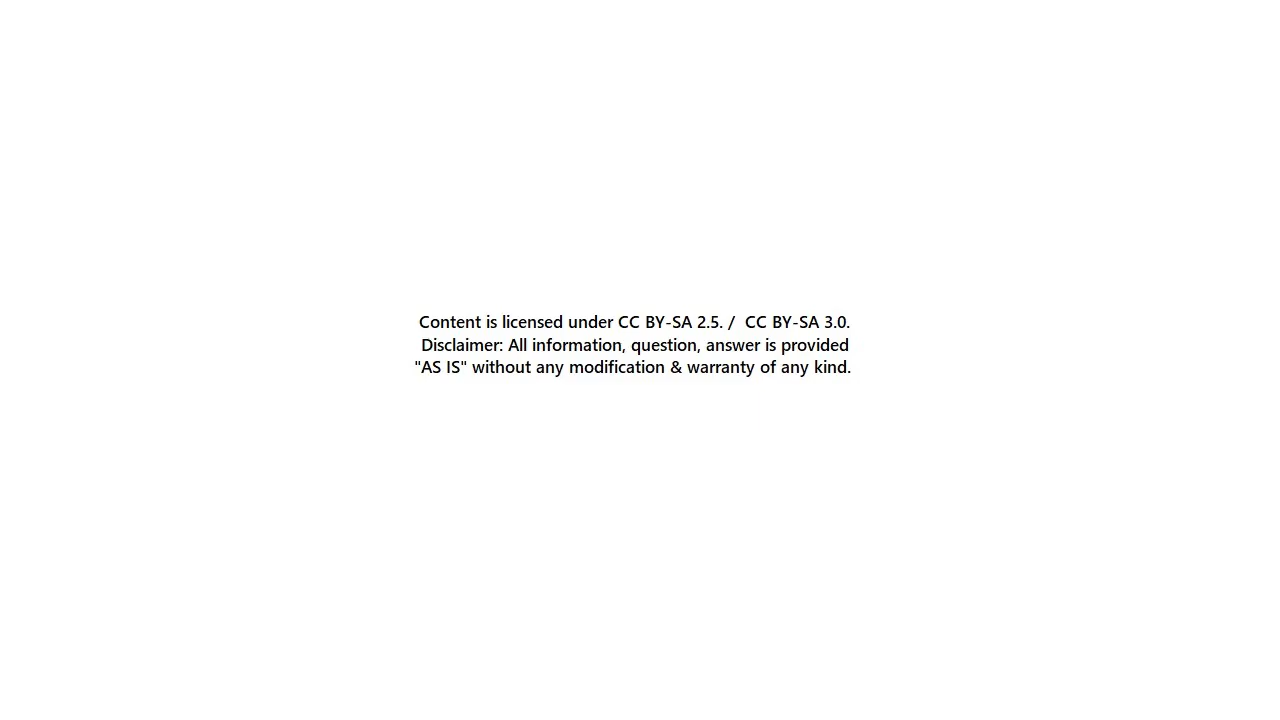 Content is licensed under CC BY-SA 2.5. /  CC BY-SA 3.0.
Disclaimer: All information, question, answer is provided
"AS IS" without any modification & warranty of any kind.